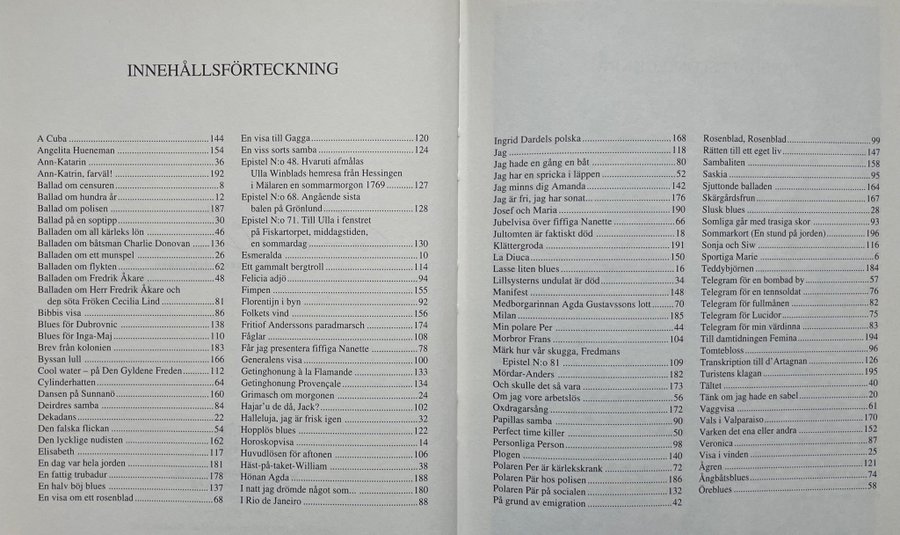 INNEHÅLLSFÖRTECKNING
A Cuba 144
Angelita Hueneman 154
Ann-Katarin 36
Ann-Katrin, farväl! 192
Ballad om censuren 8
Ballad om hundra år 12
Ballad om polisen 187
Ballad på en soptipp 30
Balladen om all kärleks lön 46
Balladen om båtsman Charlie Donovan 136
Balladen om ett munspel 26
Balladen om flykten 62
Balladen om Fredrik Åkare 48
Balladen om Herr Fredrik Åkare och
den söta Fröken Cecilia Lind 81
Bibbis visa 86
Blues för Dubrovnic 138
Blues för Inga-Maj 110
Brev från kolonien 183
Byssan lull 166
Cool water – på Den Gyldene Freden 112
Cylinderhatten 64
Dansen på Sunnanö 160
Deirdres samba 84
Dekadans 22
Den falska flickan 54
Den lycklige nudisten 162
Elisabeth 117
En dag var hela jorden 181
En fattig trubadur 178
En halv böj blues 137
En visa om ett rosenblad 68
En visa till Gagga 120
En viss sorts samba 124
Epistel N:o 48. Hvaruti afmålas
Ulla Winblads hemresa från Hessingen
i Mälaren en sommarmorgon 1769 127
Epistel N:o 68. Angående sista
balen på Grönlund 128
Epistel N:o 71. Till Ulla i fenstret
på Fiskartorpet, middagstiden,
en sommardag 130
Esmeralda 10
Ett gammalt bergtroll 114
Felicia adjö 94
Fimpen 155
Florentijn i byn 92
Folkets vind 156
Fritiof Anderssons paradmarsch 174
Fåglar 108
Får jag presentera fiffiga Nanette 78
Generalens visa 100
Getinghonung à la Flamande 133
Getinghonung Provençale 134
Grimasch om morgonen 24
Hajar'u de då, Jack? 102
Halleluja, jag är frisk igen 32
Hopplös blues 122
Horoskopvisa 14
Huvudlösen för aftonen 106
Häst-på-taket-William 38
Hönan Agda 188
I natt jag drömde något som... 180
I Rio de Janeiro 88
Ingrid Dardels polska 168
Jag 118
Jag hade en gång en båt 80
Jag har en spricka i läppen 52
Jag minns dig Amanda 142
Jag är fri, jag har sonat... 176
Josef och Maria 190
Jubelvisa över fiffiga Nanette 66
Jultomten är faktiskt död 18
Klättergroda 191
La Diuca 150
Lasse liten blues 16
Lillsysterns undulat är död 34
Manifest 148
Medborgarinnan Agda Gustavssons lott 70
Milan 185
Min polare Per 44
Morbror Frans 104
Märk hur vår skugga, Fredmans
Epistel N:o 81 109
Mördar-Anders 182
Och skulle det så vara 173
Om jag vore arbetslös 56
Oxdragarsång 172
Papillas samba 90
Perfect time killer 50
Personliga Person 98
Plogen 140
Polaren Per är kärlekskrank 72
Polaren Pär hos polisen 186
Polaren Pär på socialen 132
På grund av emigration 42
Rosenblad, Rosenblad 99
Rätten till ett eget liv 147
Sambaliten 158
Saskia 95
Sjuttonde balladen 164
Skärgårdsfrun 167
Slusk blues 28
Somliga går med trasiga skor 93
Sommarkort (En stund på jorden) 196
Sonja och Siw 116
Sportiga Marie 6
Teddybjörnen 184
Telegram för en bombad by 57
Telegram för en tennsoldat 76
Telegram för fullmånen 82
Telegram för Lucidor 75
Telegram för min värdinna 83
Till damtidningen Femina 194
Tomtebloss 96
Transkription till d'Artagnan 126
Turistens klagan 195
Tältet 40
Tänk om jag hade en sabel 20
Vaggvisa 61
Vals i Valparaiso 170
Varken det ena eller andra 152
Veronica 87
Visa i vinden 25
Ågren 121
Ångbåtsblues 74
Öreblues 58